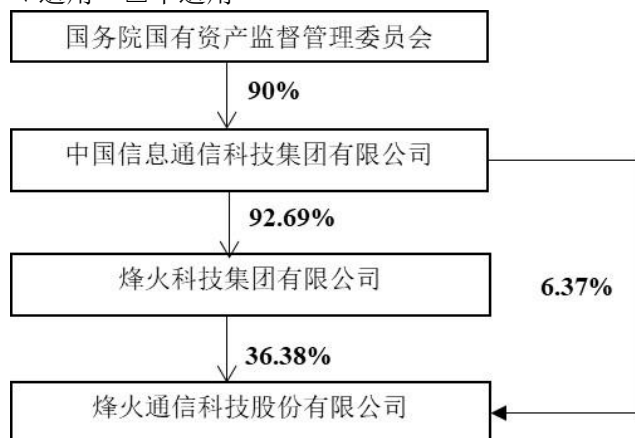 国务院国有资产监督管理委员会
90%
中国信息通信科技集团有限公司
92.69%
烽火科技集团有限公司
6.37%
36.38%
烽火通信科技股份有限公司